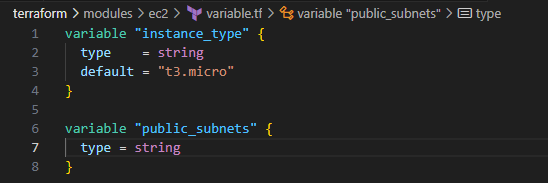 terraform > modules > ec2 > variable.tf > variable "public_subnets" > type
1 variable "instance_type" {
2   type    = string
3   default = "t3.micro"
4 }
5
6 variable "public_subnets" {
7   type = string
8 }